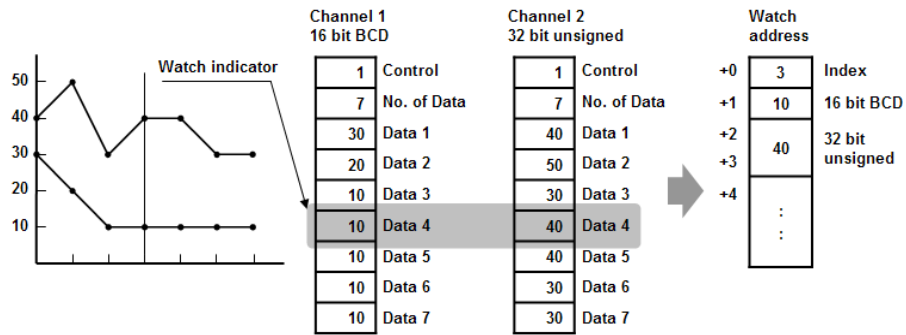 Channel 1
16 bit BCD
Channel 2
32 bit unsigned
Watch
address
Watch indicator
50
40
30
20
10
1 Control
7 No. of Data
30 Data 1
20 Data 2
10 Data 3
10 Data 4
10 Data 5
10 Data 6
10 Data 7
1 Control
7 No. of Data
40 Data 1
50 Data 2
30 Data 3
40 Data 4
40 Data 5
30 Data 6
30 Data 7
+0 3 Index
+1 10 16 bit BCD
+2
+3
40
32 bit
unsigned
+4
:
: